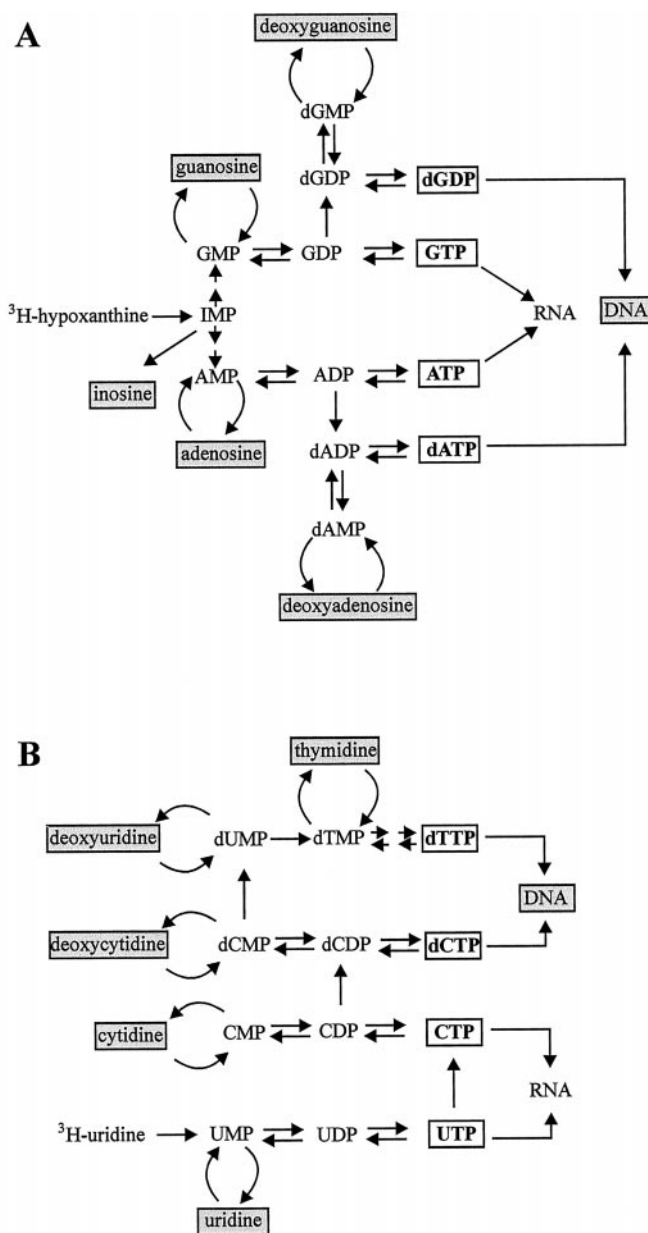 A
deoxyguanosine
dGMP
guanosine
dGDP
dGDP
GMP
GDP
GTP
³H-hypoxanthine
IMP
RNA
DNA
inosine
AMP
ADP
ATP
adenosine
dADP
dATP
dAMP
deoxyadenosine
B
thymidine
deoxyuridine
dUMP
dTMP
dTTP
DNA
deoxycytidine
dCMP
dCDP
dCTP
cytidine
CMP
CDP
CTP
RNA
³H-uridine
UMP
UDP
UTP
uridine